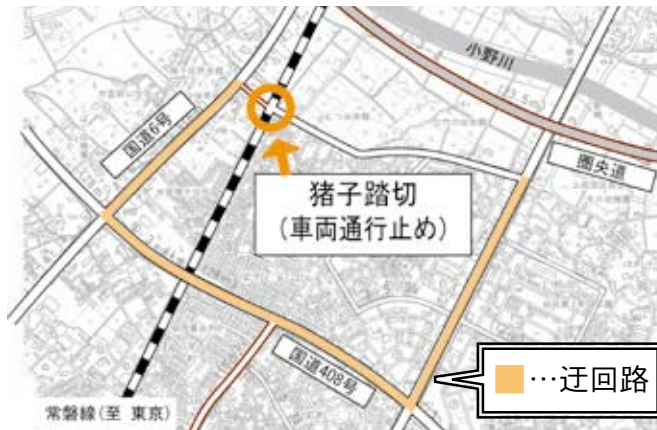 小野川
国道6号
圏央道
猪子踏切
(車両通行止め)
国道408号
…迂回路
常磐線(至 東京)